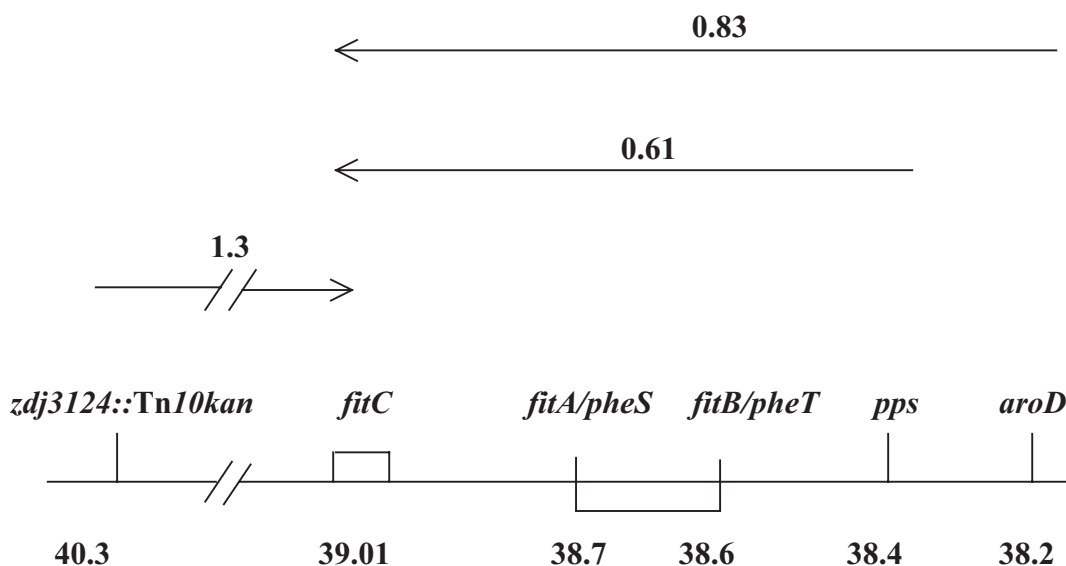 0.83
0.61
1.3
zdj3124::Tn10kan fitC fitA/pheS fitB/pheT pps aroD
40.3 39.01 38.7 38.6 38.4 38.2